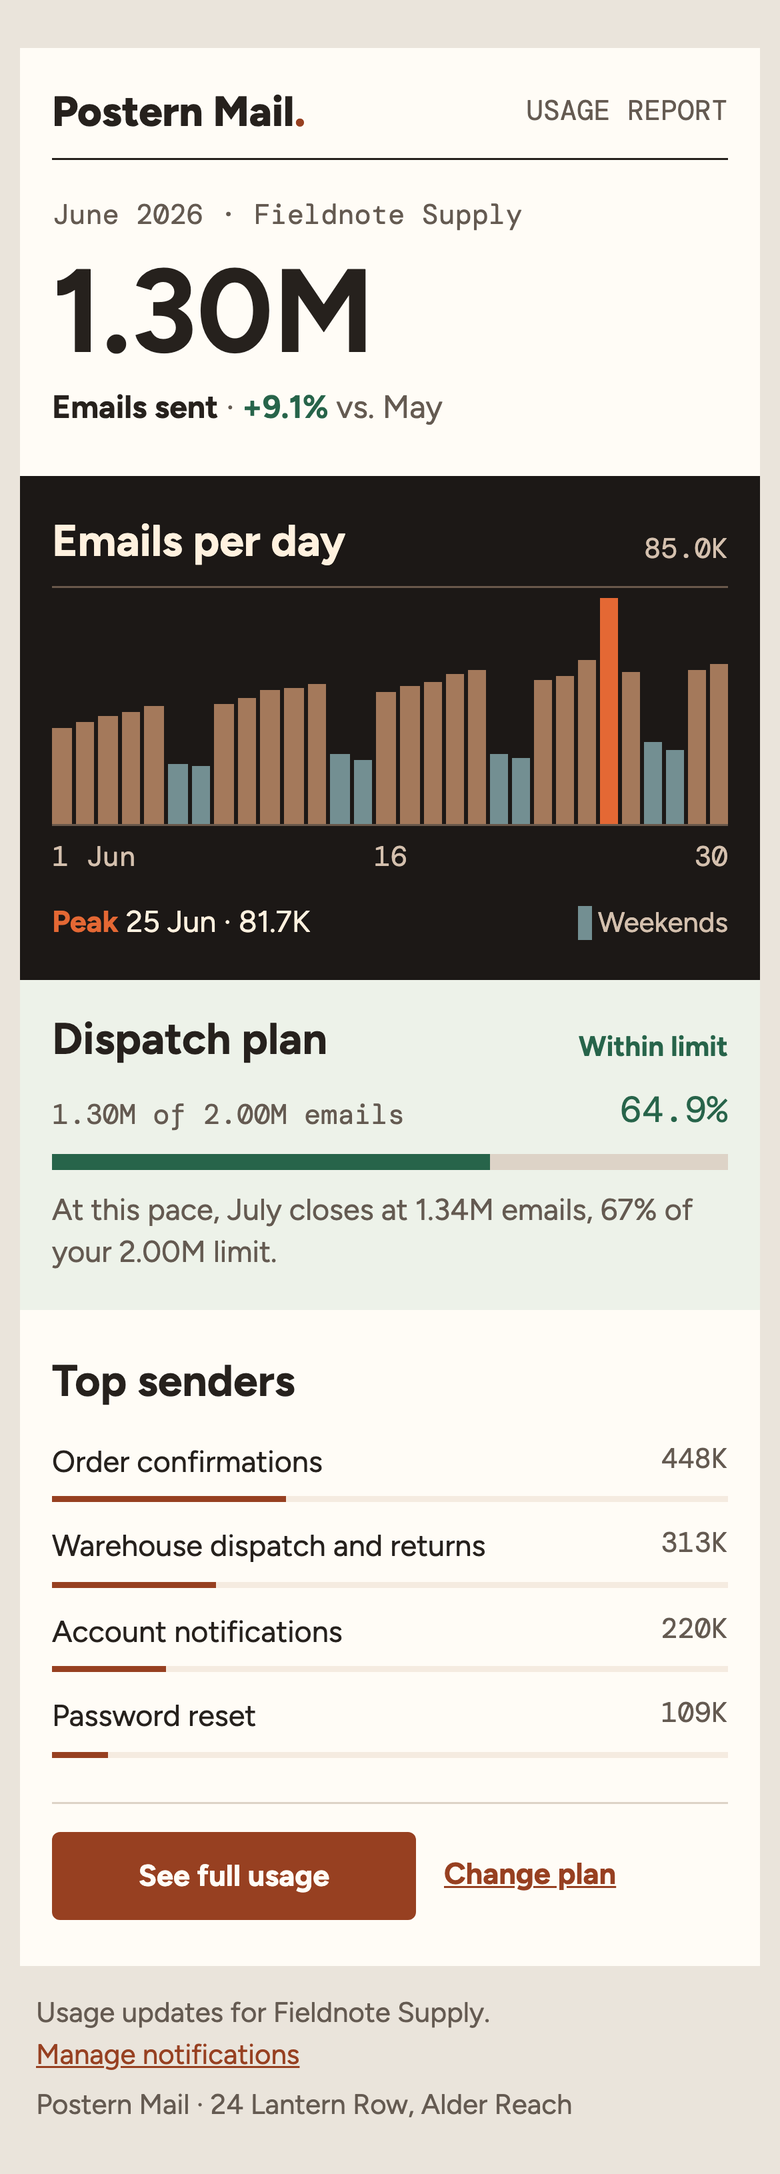 Postern Mail.
USAGE REPORT
June 2026 · Fieldnote Supply
1.30M
Emails sent · +9.1% vs. May
Emails per day
85.0K
1 Jun
16
30
Peak 25 Jun · 81.7K
Weekends
Dispatch plan
Within limit
1.30M of 2.00M emails
64.9%
At this pace, July closes at 1.34M emails, 67% of
your 2.00M limit.
Top senders
Order confirmations
448K
Warehouse dispatch and returns
313K
Account notifications
220K
Password reset
109K
See full usage
Change plan
Usage updates for Fieldnote Supply.
Manage notifications
Postern Mail · 24 Lantern Row, Alder Reach